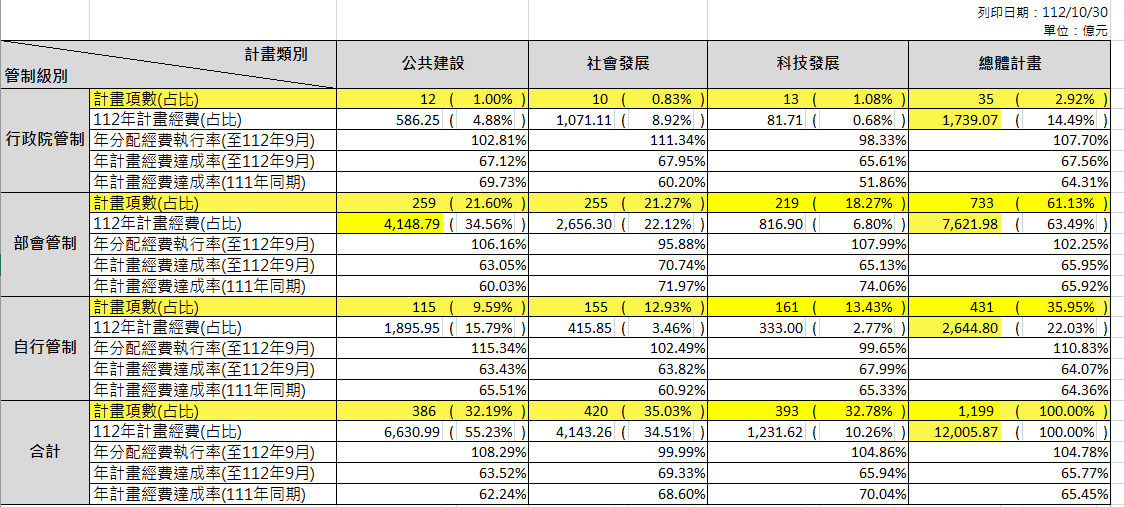 列印日期：112/10/30
單位：億元
計畫類別
管制級別
公共建設 社會發展 科技發展 總體計畫
行政院管制
計畫項數(占比) 12 ( 1.00% ) 10 ( 0.83% ) 13 ( 1.08% ) 35 ( 2.92% )
112年計畫經費(占比) 586.25 ( 4.88% ) 1,071.11 ( 8.92% ) 81.71 ( 0.68% ) 1,739.07 ( 14.49% )
年分配經費執行率(至112年9月) 102.81% 111.34% 98.33% 107.70%
年計畫經費達成率(至112年9月) 67.12% 67.95% 65.61% 67.56%
年計畫經費達成率(111年同期) 69.73% 60.20% 51.86% 64.31%
部會管制
計畫項數(占比) 259 ( 21.60% ) 255 ( 21.27% ) 219 ( 18.27% ) 733 ( 61.13% )
112年計畫經費(占比) 4,148.79 ( 34.56% ) 2,656.30 ( 22.12% ) 816.90 ( 6.80% ) 7,621.98 ( 63.49% )
年分配經費執行率(至112年9月) 106.16% 95.88% 107.99% 102.25%
年計畫經費達成率(至112年9月) 63.05% 70.74% 65.13% 65.95%
年計畫經費達成率(111年同期) 60.03% 71.97% 74.06% 65.92%
自行管制
計畫項數(占比) 115 ( 9.59% ) 155 ( 12.93% ) 161 ( 13.43% ) 431 ( 35.95% )
112年計畫經費(占比) 1,895.95 ( 15.79% ) 415.85 ( 3.46% ) 333.00 ( 2.77% ) 2,644.80 ( 22.03% )
年分配經費執行率(至112年9月) 115.34% 102.49% 99.65% 110.83%
年計畫經費達成率(至112年9月) 63.43% 63.82% 67.99% 64.07%
年計畫經費達成率(111年同期) 65.51% 60.92% 65.33% 64.36%
合計
計畫項數(占比) 386 ( 32.19% ) 420 ( 35.03% ) 393 ( 32.78% ) 1,199 ( 100.00% )
112年計畫經費(占比) 6,630.99 ( 55.23% ) 4,143.26 ( 34.51% ) 1,231.62 ( 10.26% ) 12,005.87 ( 100.00% )
年分配經費執行率(至112年9月) 108.29% 99.99% 104.86% 104.78%
年計畫經費達成率(至112年9月) 63.52% 69.33% 65.94% 65.77%
年計畫經費達成率(111年同期) 62.24% 68.60% 70.04% 65.45%